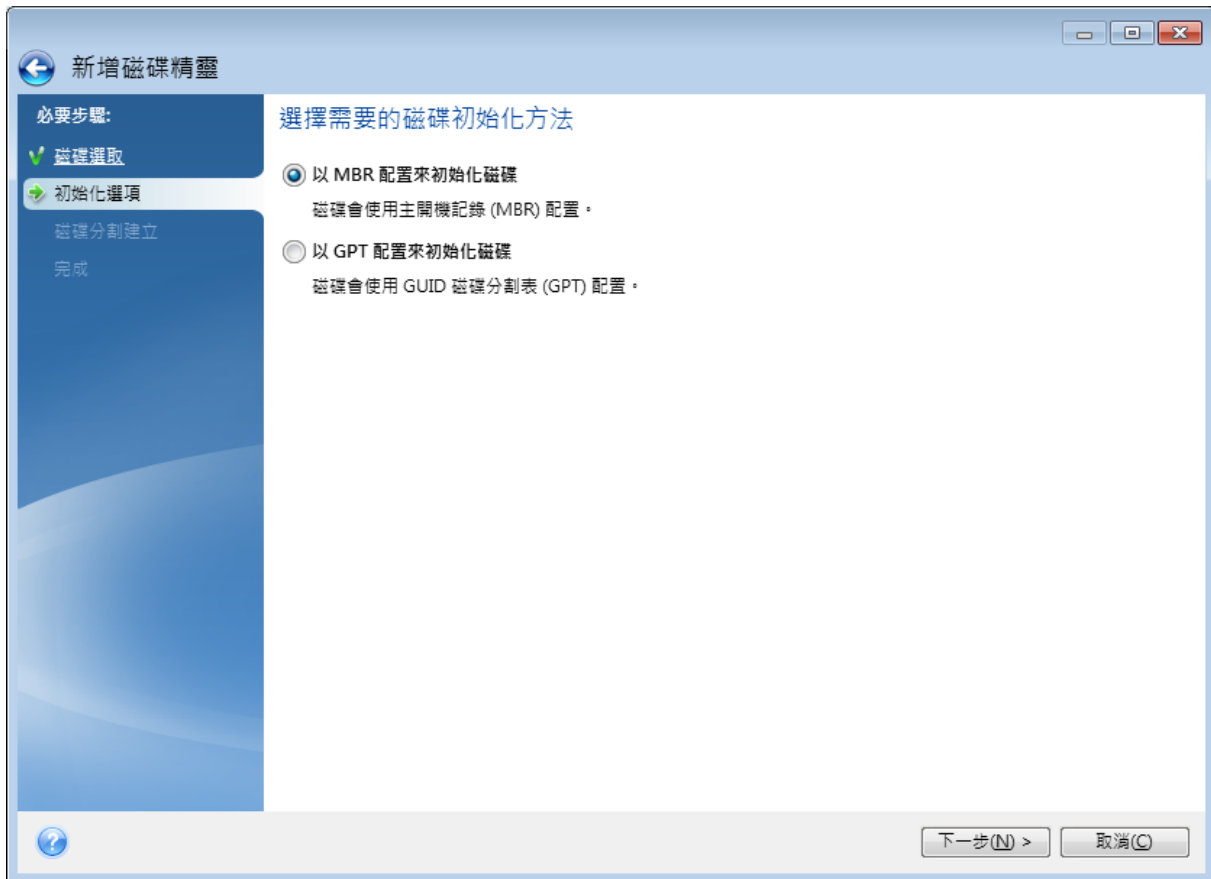 新增磁碟精靈
必要步驟:
磁碟選取
初始化選項
磁碟分割建立
完成
選擇需要的磁碟初始化方法
以 MBR 配置來初始化磁碟
磁碟會使用主開機記錄 (MBR) 配置。
以 GPT 配置來初始化磁碟
磁碟會使用 GUID 磁碟分割表 (GPT) 配置。
下一步(N) >
取消(C)